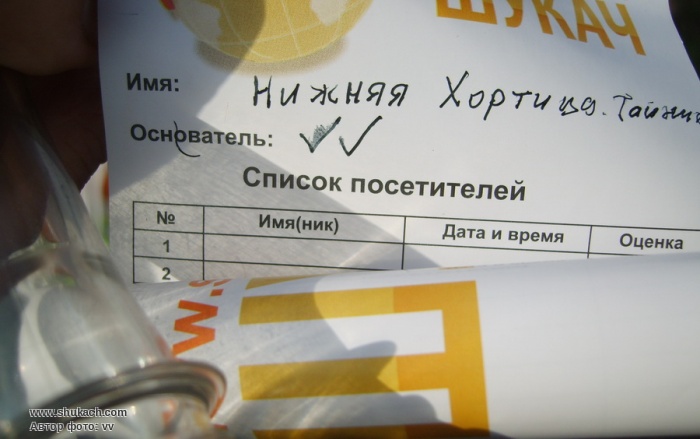 ШУКАЧ
Имя: Нижняя Хортица.
Основатель: vv
Список посетителей
№ Имя(ник) Дата и время Оценка
1
2
www.shukach.com
Автор фото: vv